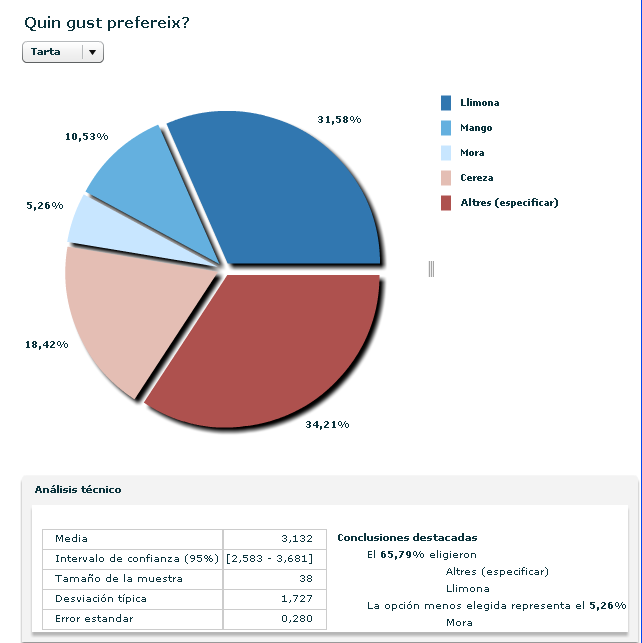 Quin gust prefereix?
Tarta
31,58%
10,53%
5,26%
18,42%
34,21%
Llimona
Mango
Mora
Cereza
Altres (especificar)
Análisis técnico
Media 3,132
Intervalo de confianza (95%) [2,583 - 3,681]
Tamaño de la muestra 38
Desviación típica 1,727
Error estandar 0,280
Conclusiones destacadas
El 65,79% eligieron
Altres (especificar)
Llimona
La opción menos elegida representa el 5,26%
Mora